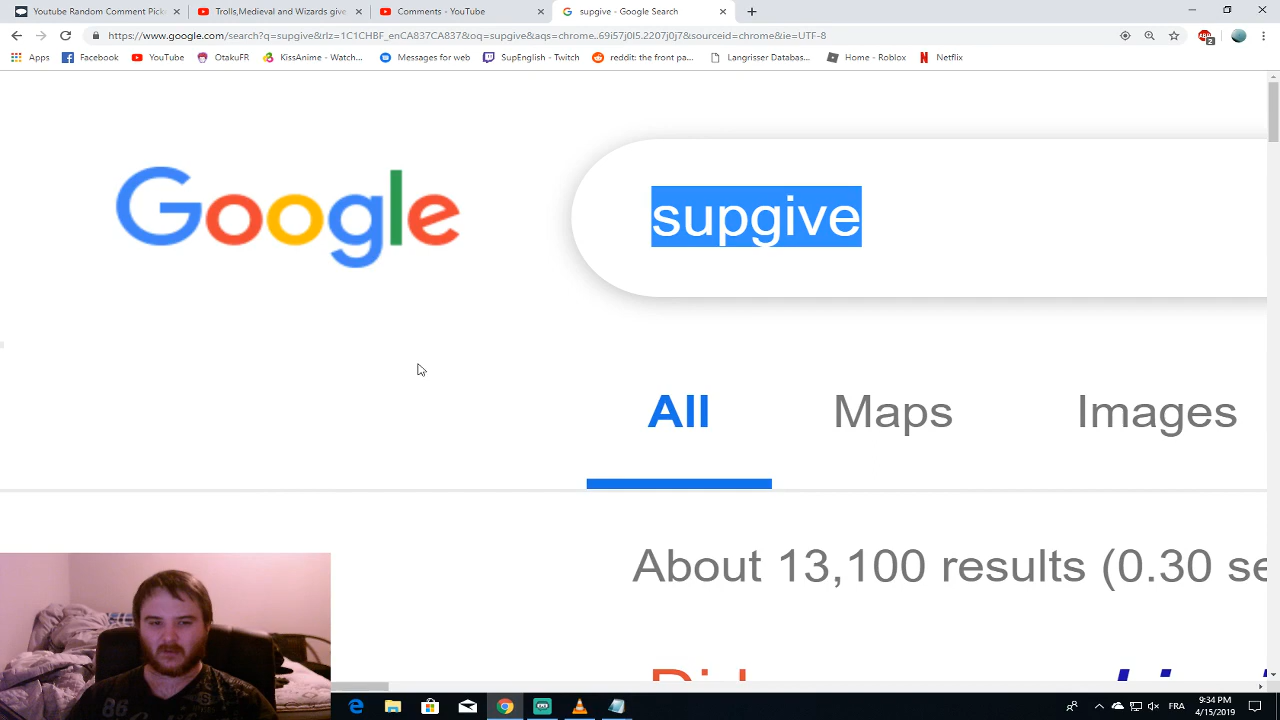 Youtube Random Comment Pick
Trolls,Medieval and Wizards give
Comments - YouTube
supgive - Google Search
https://www.google.com/search?q=supgive&rlz=1C1CHBF_enCA837CA837&oq=supgive&aqs=chrome..69i57j0l5.2207j0j7&sourceid=chrome&ie=UTF-8
Apps Facebook YouTube OtakuFR KissAnime - Watch... Messages for web SupEnglish - Twitch reddit: the front pa... Langrisser Databas... Home - Roblox Netflix
Google
supgive
All Maps Images
About 13,100 results (0.30 se
86
FRA
9:34 PM
4/15/2019